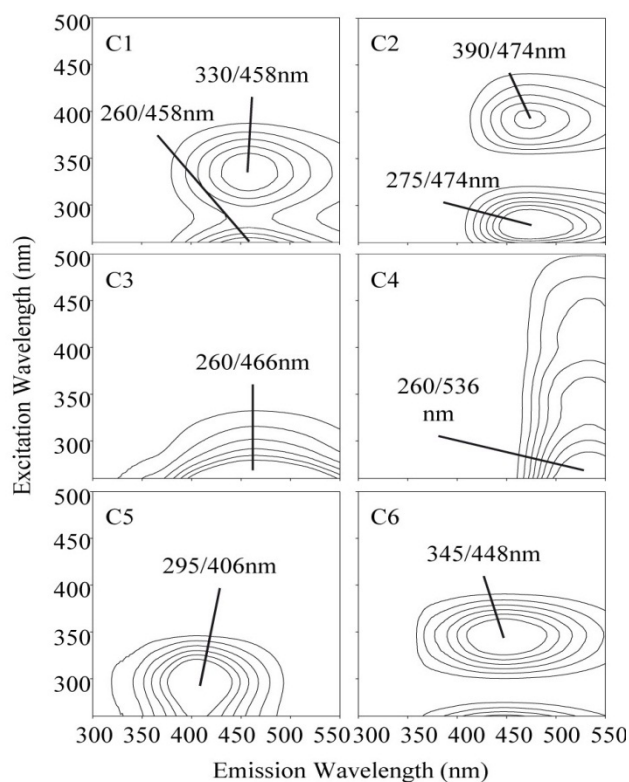 500
450
400
350
300
C1
330/458nm
260/458nm
C2
390/474nm
275/474nm
500
450
400
350
300
C3
260/466nm
C4
260/536
nm
500
450
400
350
300
C5
295/406nm
C6
345/448nm
300 350 400 450 500 550 300 350 400 450 500 550
Excitation Wavelength (nm)
Emission Wavelength (nm)